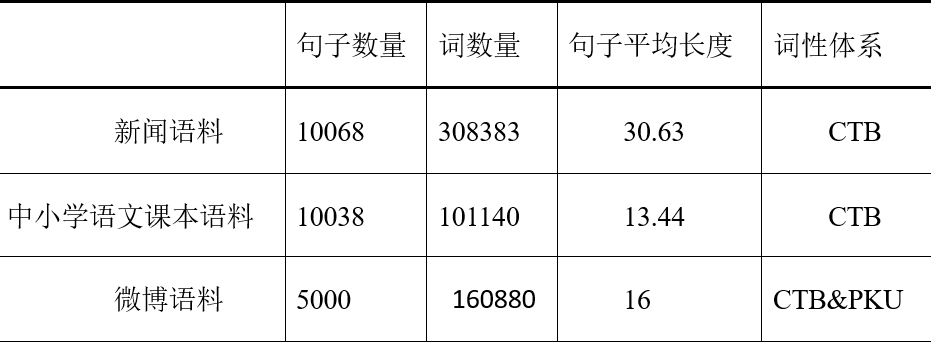 句子数量 词数量 句子平均长度 词性体系
新闻语料 10068 308383 30.63 CTB
中小学语文课本语料 10038 101140 13.44 CTB
微博语料 5000 160880 16 CTB&PKU